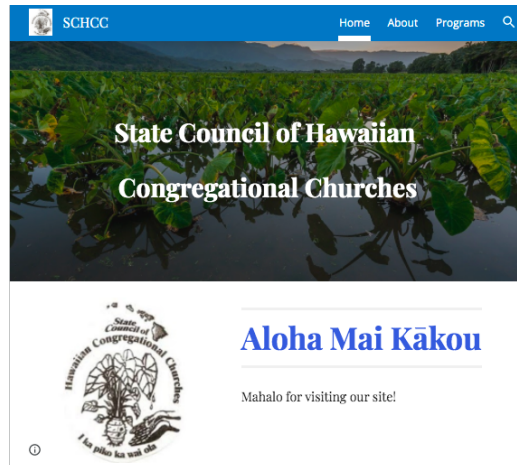 SCHCC
Home About Programs
State Council of Hawaiian
Congregational Churches
State
Council of
Hawaiian Congregational Churches
I ka piko ka wai ola
Aloha Mai Kākou
Mahalo for visiting our site!